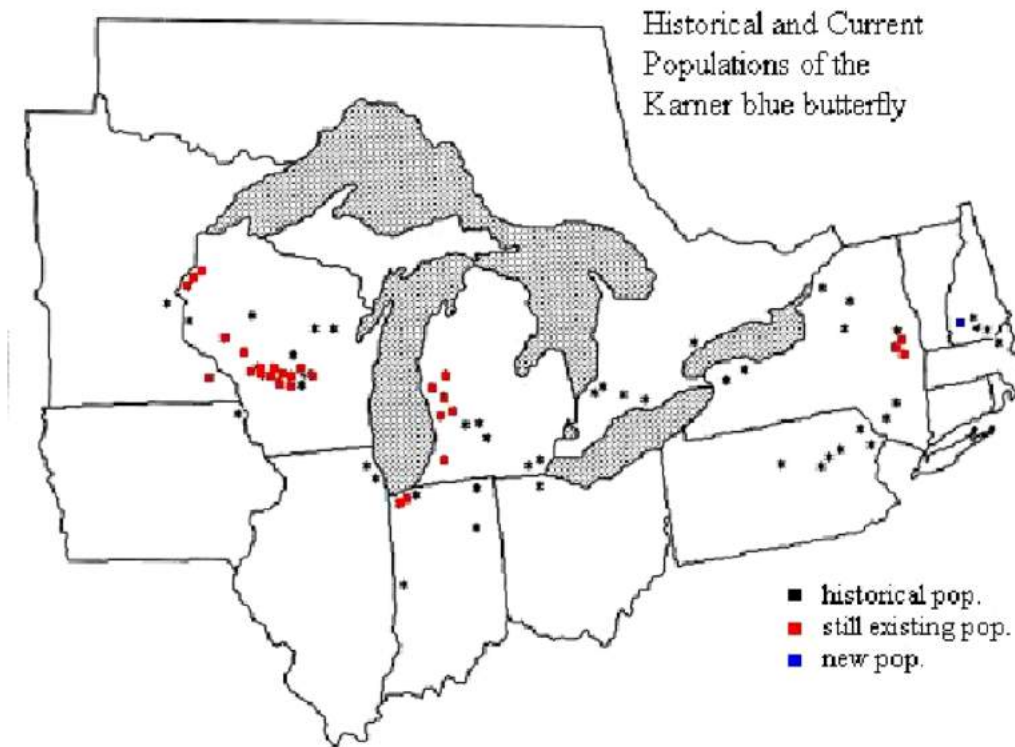 Historical and Current
Populations of the
Karner blue butterfly
historical pop.
still existing pop.
new pop.